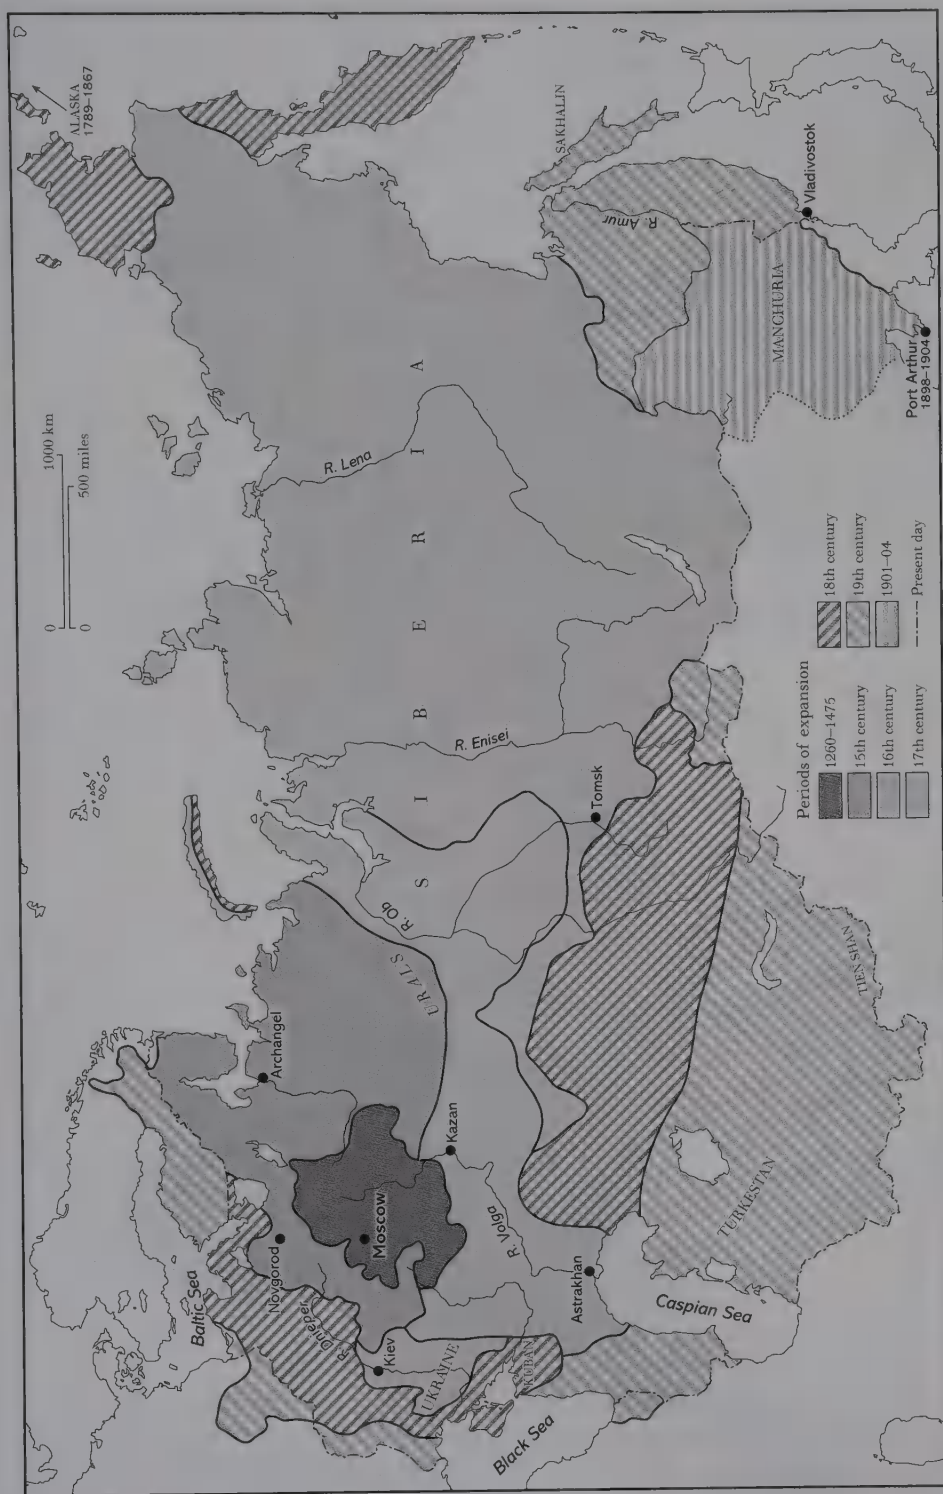 ALASKA
1789–1867
SAKHALIN
R. Amur
Vladivostok
MANCHURIA
Port Arthur
1898–1904
0 1000 km
0 500 miles
R. Lena
SIBERIA
R. Enisei
R. Ob
Tomsk
URALS
Archangel
Kazan
Moscow
Novgorod
Baltic Sea
R. Dnieper
Kiev
UKRAINE
KUBAN
R. Volga
Astrakhan
Black Sea
Caspian Sea
TURKESTAN
TIEN SHAN
Periods of expansion
1260–1475
15th century
16th century
17th century
18th century
19th century
1901–04
Present day